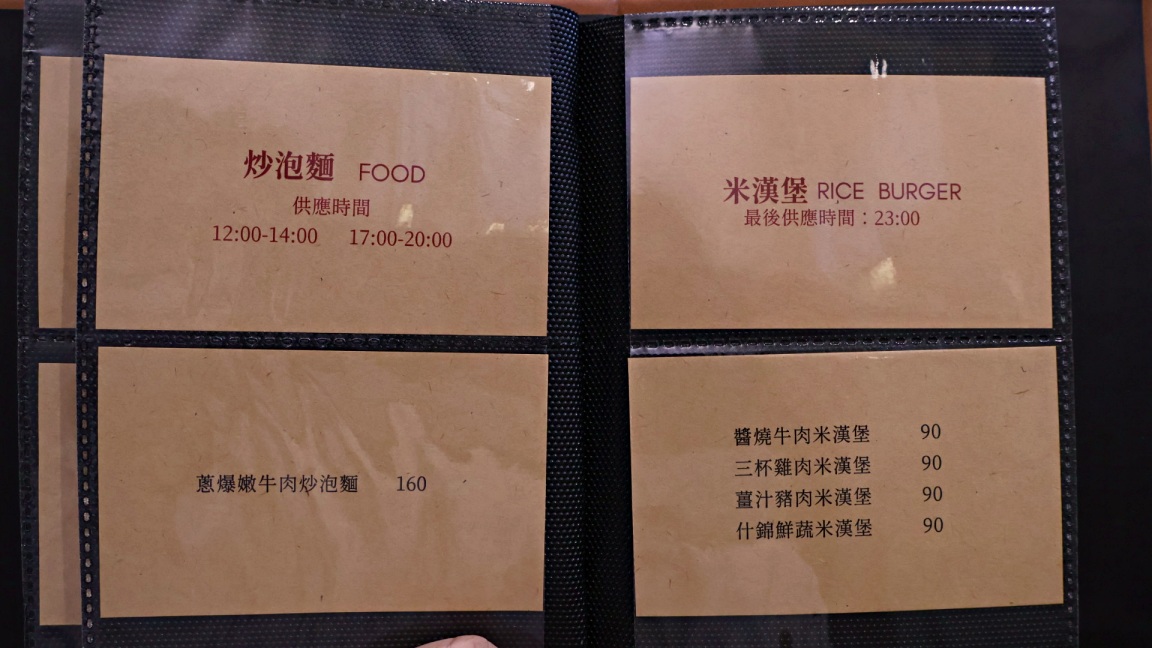 炒泡麵 FOOD
供應時間
12:00-14:00 17:00-20:00
蔥爆嫩牛肉炒泡麵 160
米漢堡 RICE BURGER
最後供應時間：23:00
醬燒牛肉米漢堡 90
三杯雞肉米漢堡 90
薑汁豬肉米漢堡 90
什錦鮮蔬米漢堡 90